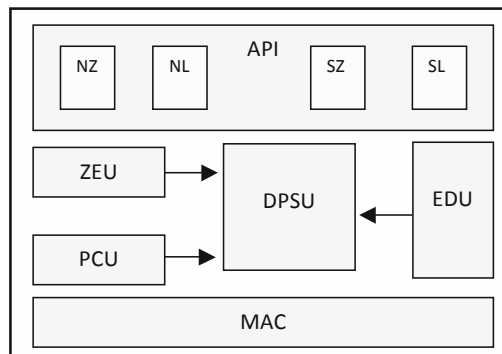 API
NZ NL SZ SL
ZEU
DPSU
EDU
PCU
MAC